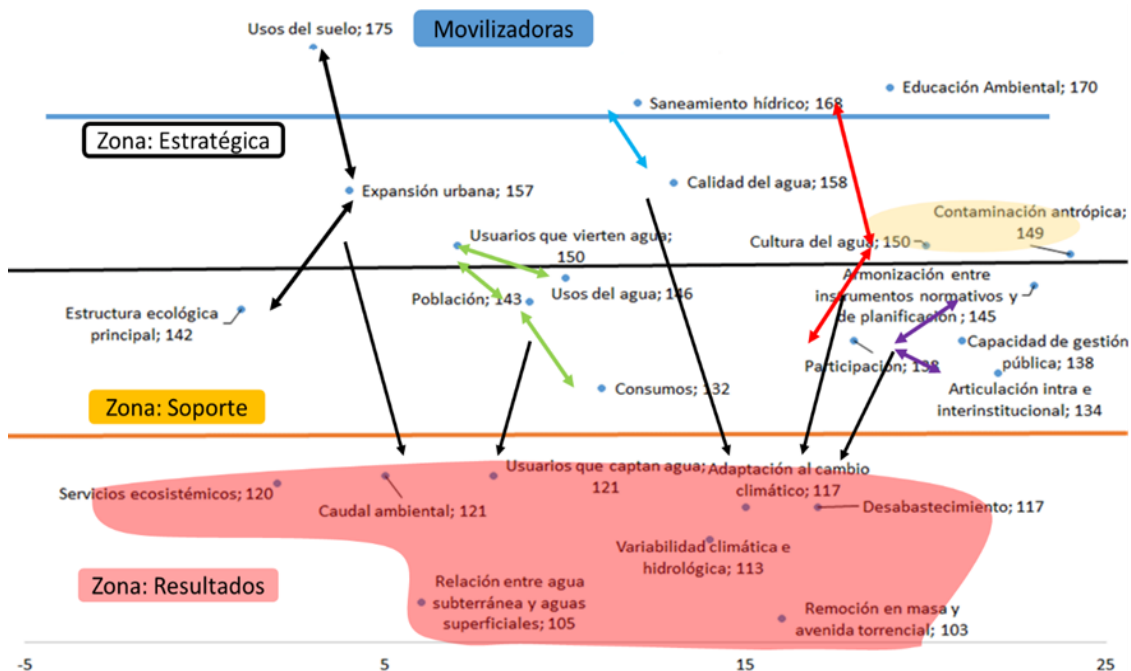 Usos del suelo; 175
Movilizadoras
Educación Ambiental; 170
Saneamiento hídrico; 168
Zona: Estratégica
Expansión urbana; 157
Calidad del agua; 158
Usuarios que vierten agua;
150
Cultura del agua; 150
Contaminación antrópica;
149
Usos del agua; 146
Población; 143
Estructura ecológica
principal; 142
Armonización entre
instrumentos normativos y
de planificación ; 145
Participación; 138
Capacidad de gestión
pública; 138
Consumos; 132
Articulación intra e
interinstitucional; 134
Zona: Soporte
Servicios ecosistémicos; 120
Caudal ambiental; 121
Usuarios que captan agua;
121
Adaptación al cambio
climático; 117
Desabastecimiento; 117
Variabilidad climática e
hidrológica; 113
Zona: Resultados
Relación entre agua
subterránea y aguas
superficiales; 105
Remoción en masa y
avenida torrencial; 103
-5
5
15
25